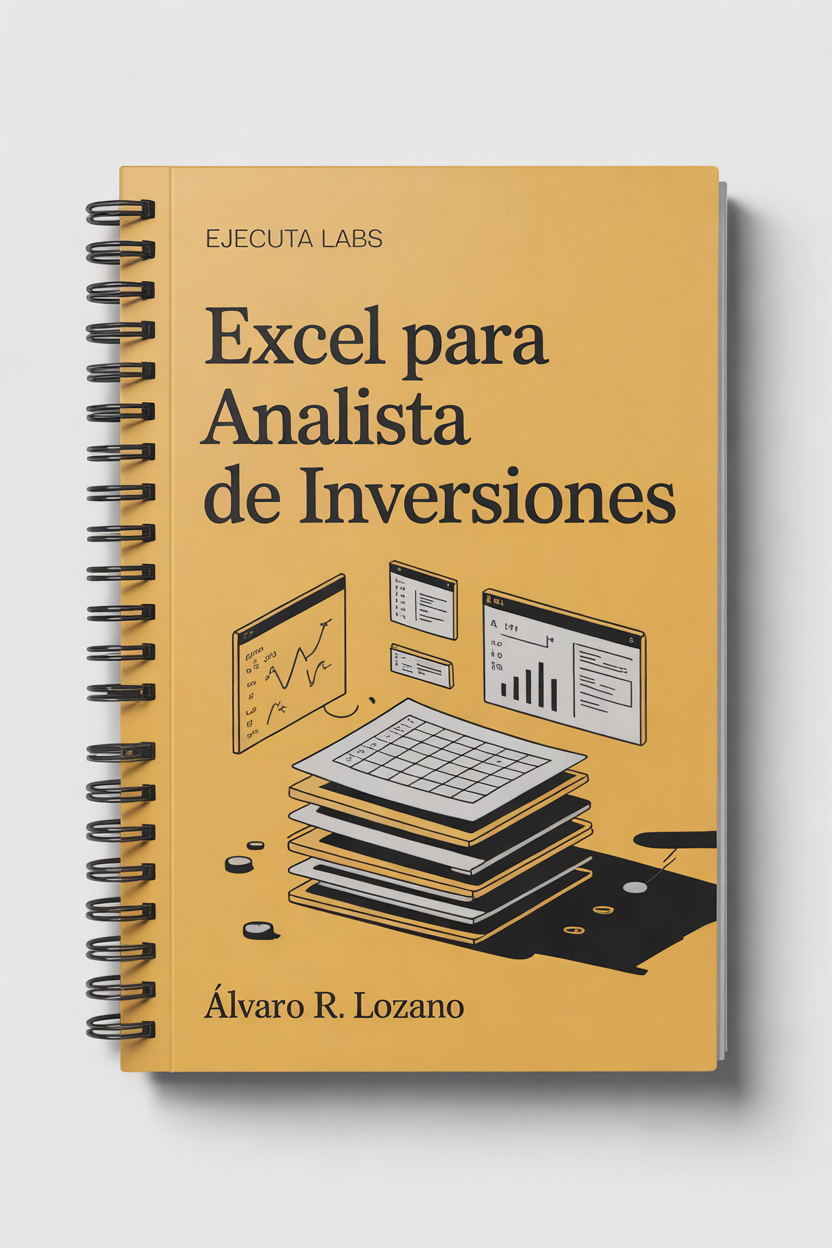 EJECUTA LABS
Excel para
Analista
de Inversiones
Álvaro R. Lozano